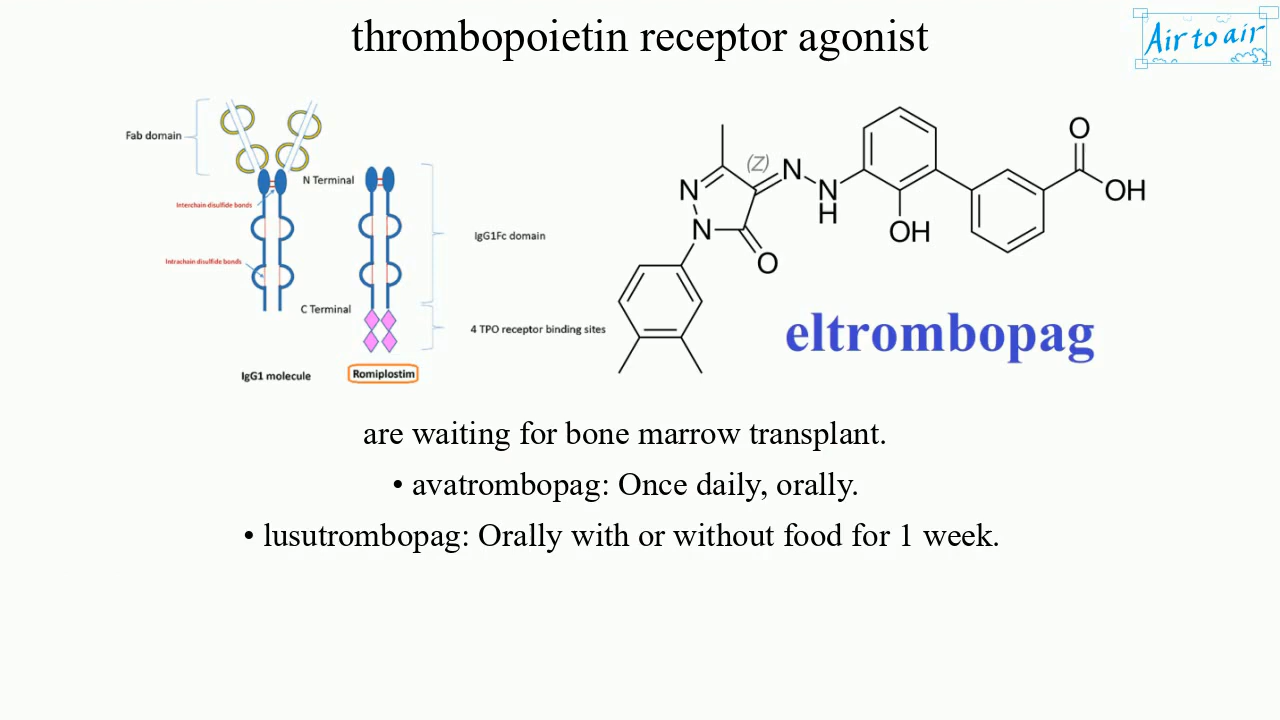 thrombopoietin receptor agonist
Air to air
Fab domain
N Terminal
Interchain disulfide bonds
IgG1Fc domain
Intrachain disulfide bonds
C Terminal
4 TPO receptor binding sites
IgG1 molecule
Romiplostim
(Z)
N
N
H
N
N
O
OH
O
OH
eltrombopag
are waiting for bone marrow transplant.
• avatrombopag: Once daily, orally.
• lusutrombopag: Orally with or without food for 1 week.